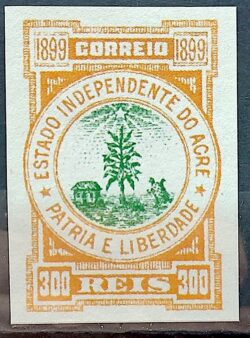 1899 CORREIO 1899
ESTADO INDEPENDENTE DO ACRE
PATRIA E LIBERDADE
300 REIS 300